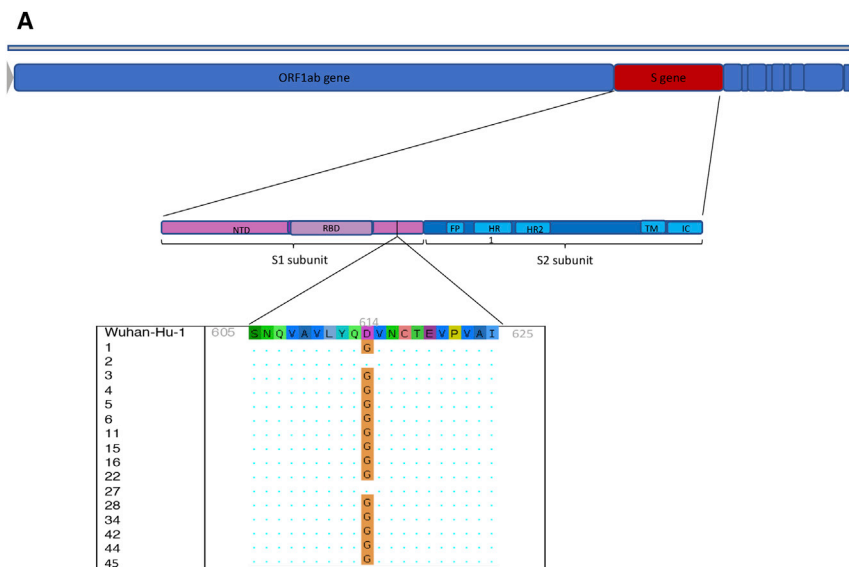 A
ORF1ab gene S gene
NTD RBD FP HR 1 HR2 TM IC
S1 subunit S2 subunit
614
Wuhan-Hu-1 605 SNQVAVLYQDVNCTEVPVAI 625
1 G
2
3 G
4 G
5 G
6 G
11 G
15 G
16 G
22 G
27
28 G
34 G
42 G
44 G
45 G